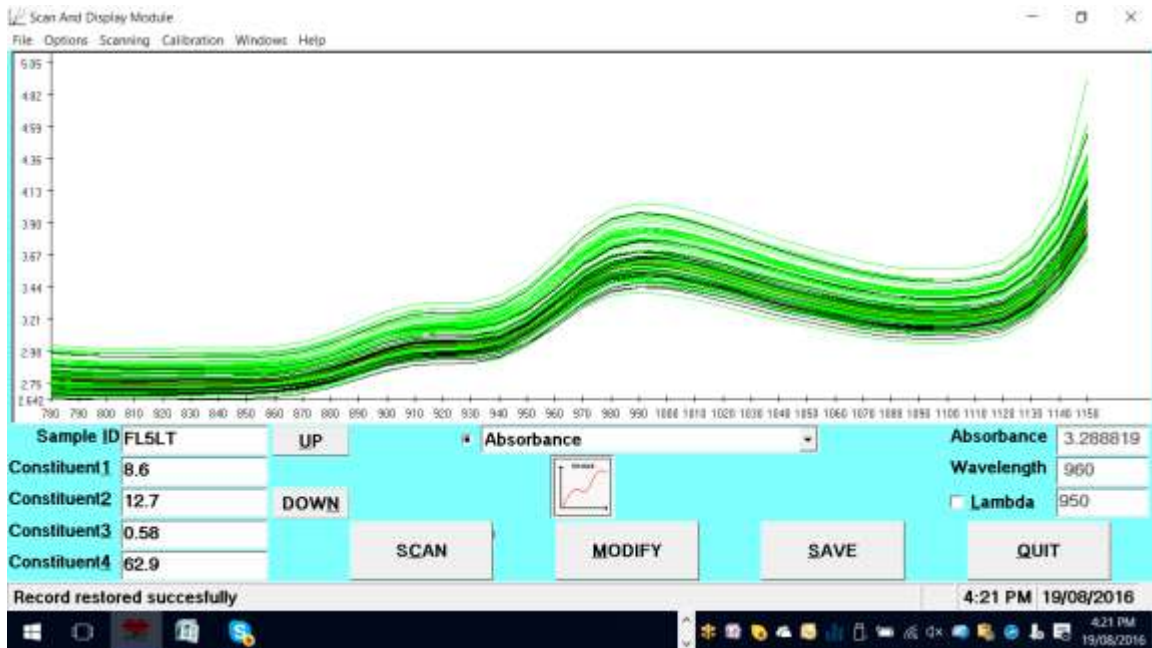 Scan And Display Module
File Options Scanning Calibration Windows Help
5.05
4.82
4.59
4.36
4.13
3.90
3.67
3.44
3.21
2.98
2.75
2.642
780 790 800 810 820 830 840 850 860 870 880 890 900 910 920 930 940 950 960 970 980 990 1000 1010 1020 1030 1040 1050 1060 1070 1080 1090 1100 1110 1120 1130 1140 1150
Sample ID FL5LT UP Absorbance Absorbance 3.288819
Constituent1 8.6 Wavelength 960
Constituent2 12.7 DOWN Lambda 950
Constituent3 0.58
SCAN MODIFY SAVE QUIT
Constituent4 62.9
Record restored succesfully 4:21 PM 19/08/2016
4:21 PM
19/08/2016